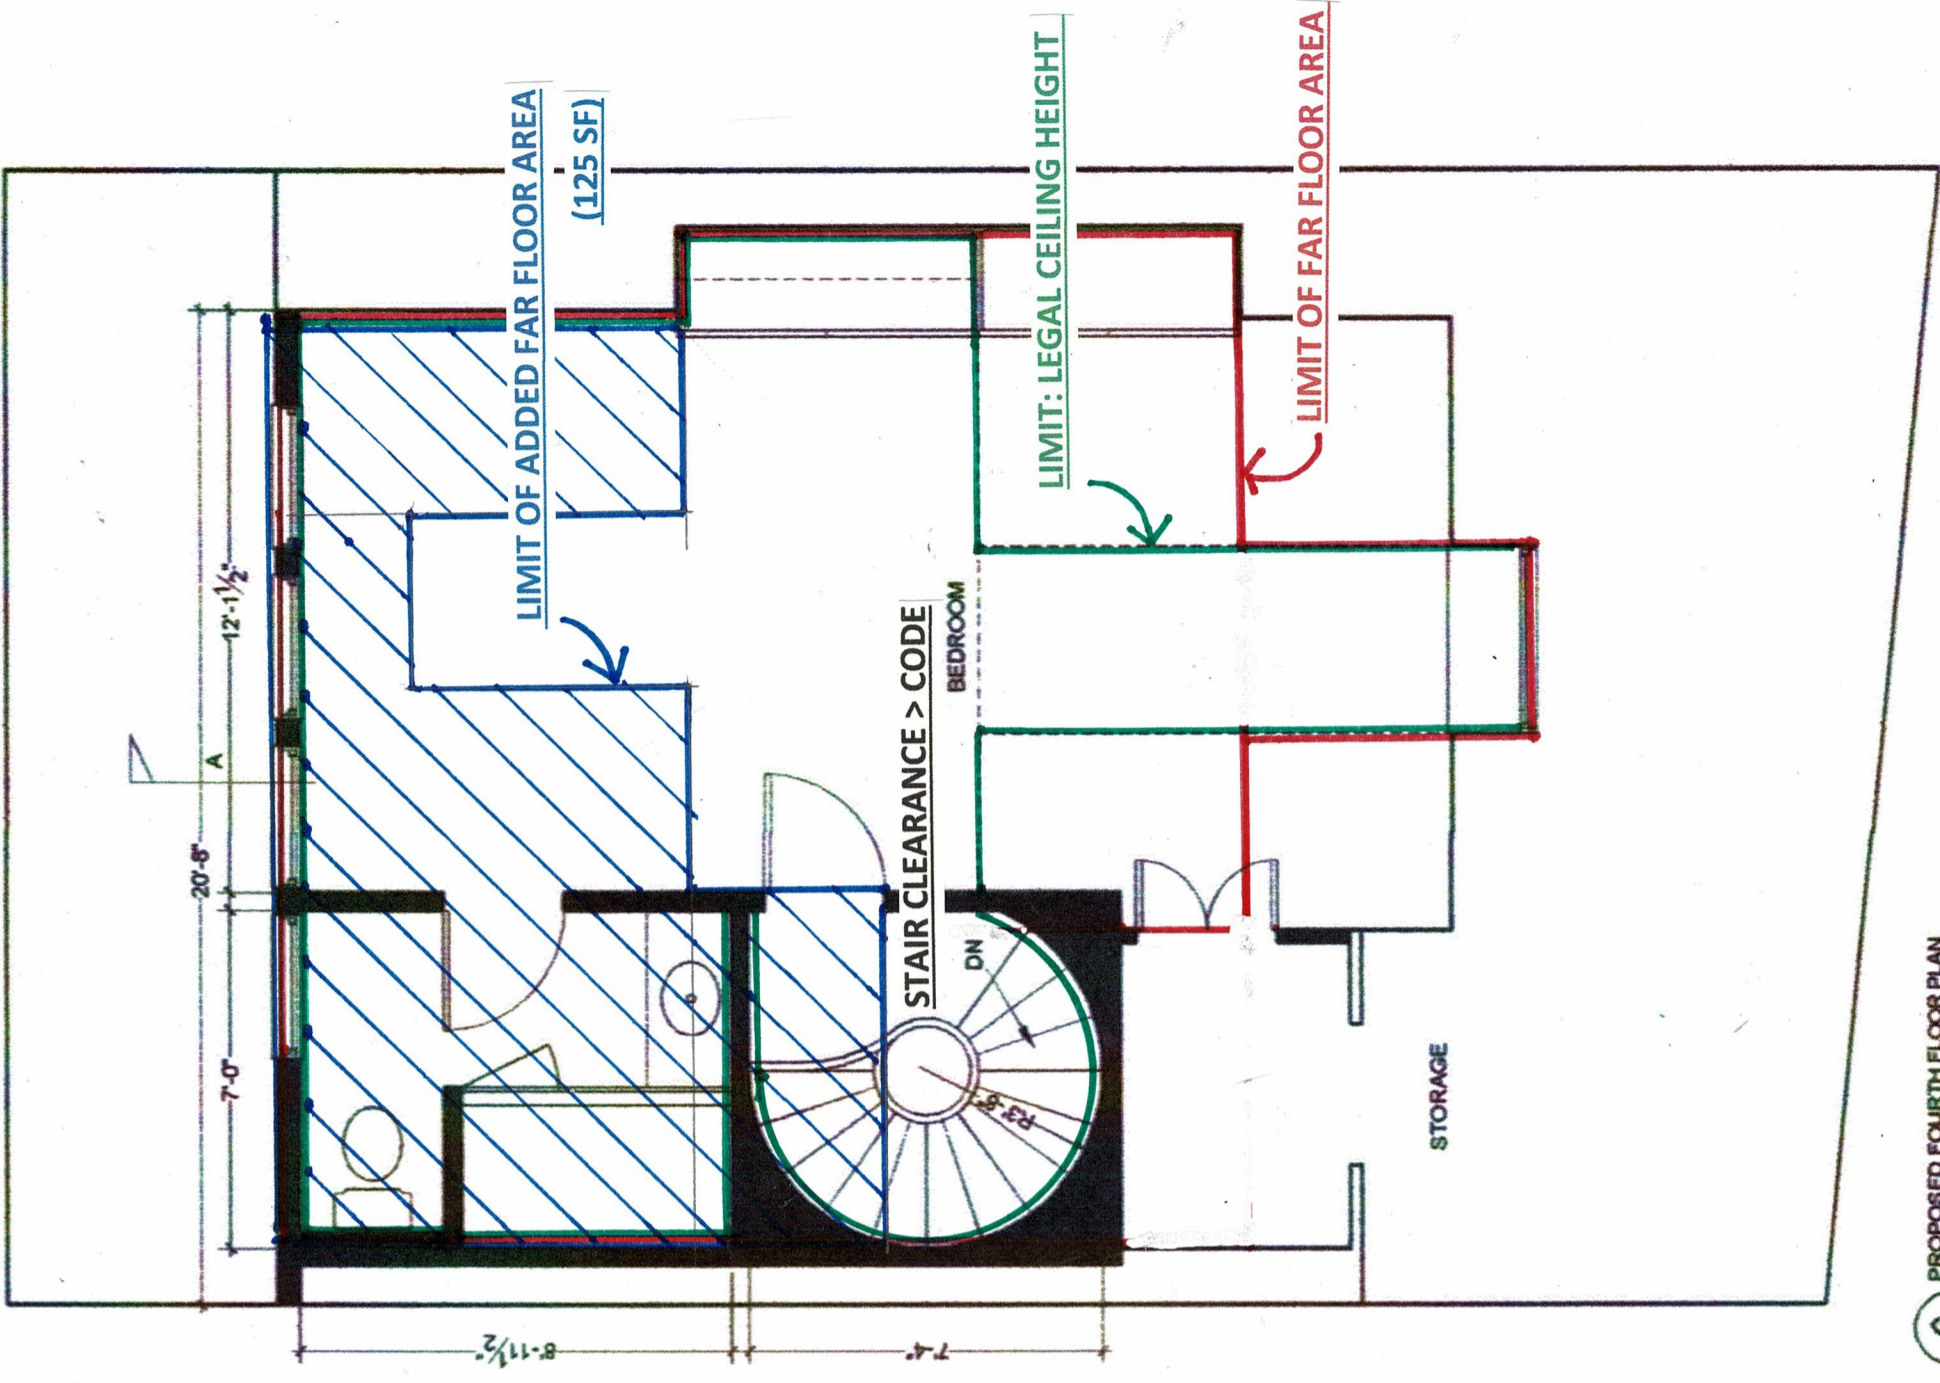 LIMIT OF ADDED FAR FLOOR AREA
(125 SF)
LIMIT: LEGAL CEILING HEIGHT
LIMIT OF FAR FLOOR AREA
12'-1½"
20'-8"
A
7'-0"
STAIR CLEARANCE > CODE
BEDROOM
DN
R3'-8"
STORAGE
8'-11½"
7'-4"
PROPOSED FOURTH FLOOR PLAN